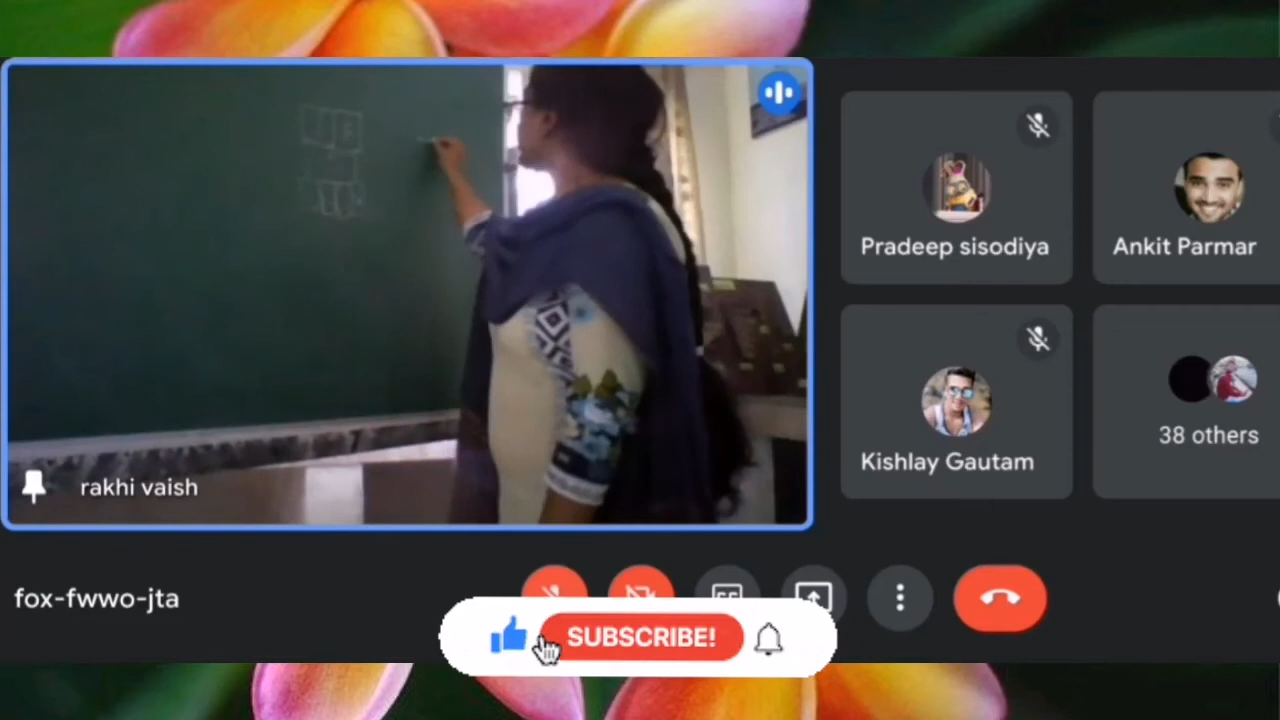 Pradeep sisodiya
Ankit Parmar
Kishlay Gautam
38 others
rakhi vaish
fox-fwwo-jta
SUBSCRIBE!